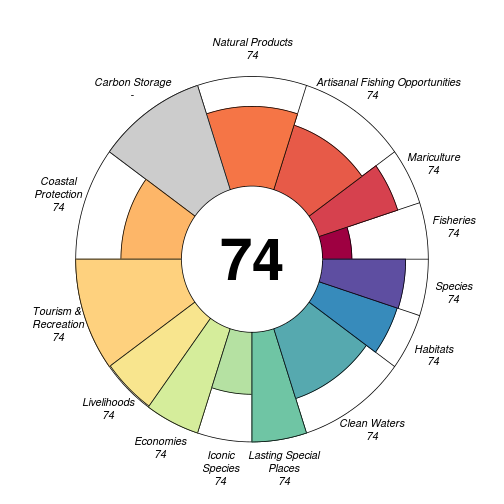 Natural Products
74
Artisanal Fishing Opportunities
74
Mariculture
74
Fisheries
74
Species
74
Habitats
74
Clean Waters
74
Lasting Special
Places
74
Iconic
Species
74
Economies
74
Livelihoods
74
Tourism &
Recreation
74
Coastal
Protection
74
Carbon Storage
-
74